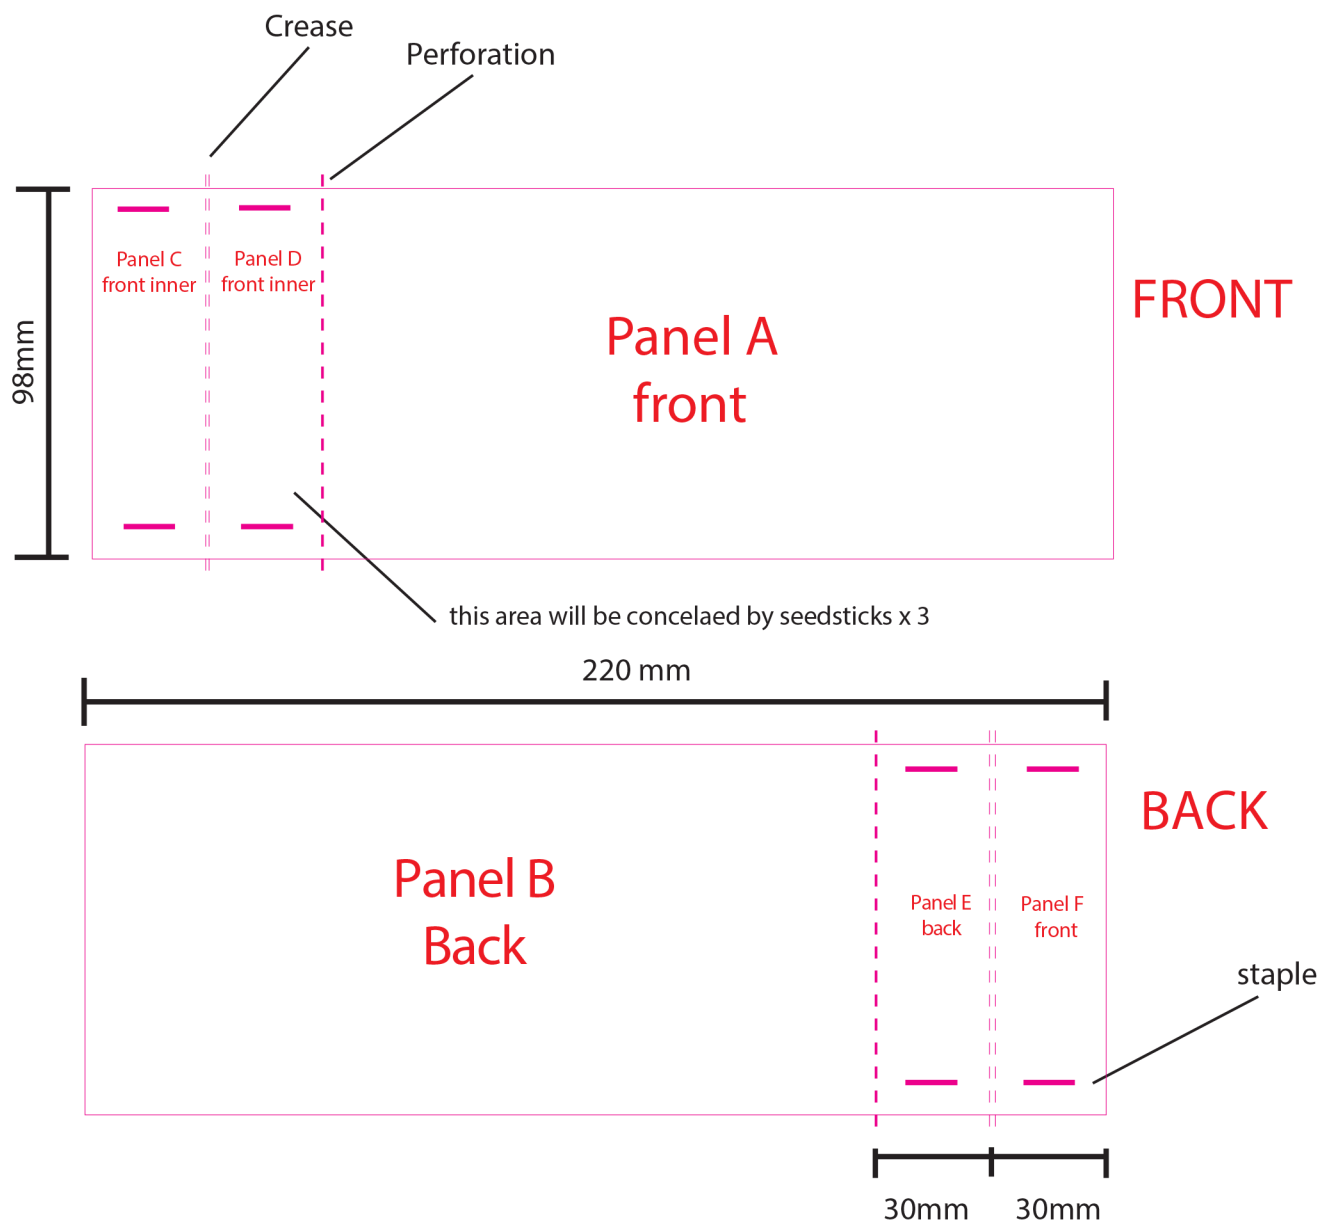 Crease
Perforation
98mm
Panel C
front inner
Panel D
front inner
Panel A
front
FRONT
this area will be concelaed by seedsticks x 3
220 mm
Panel B
Back
Panel E
back
Panel F
front
BACK
staple
30mm
30mm